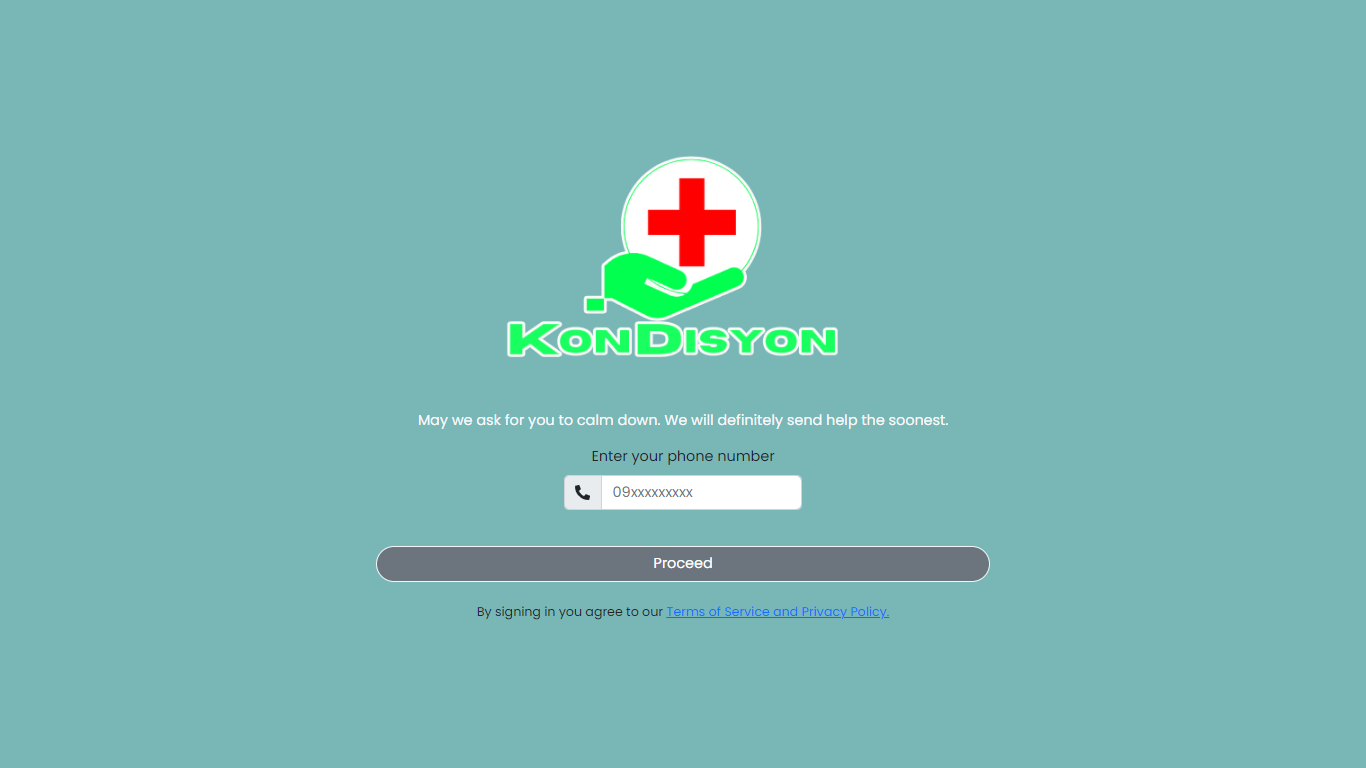 KonDisyon
May we ask for you to calm down. We will definitely send help the soonest.
Enter your phone number
09xxxxxxxxx
Proceed
By signing in you agree to our Terms of Service and Privacy Policy.